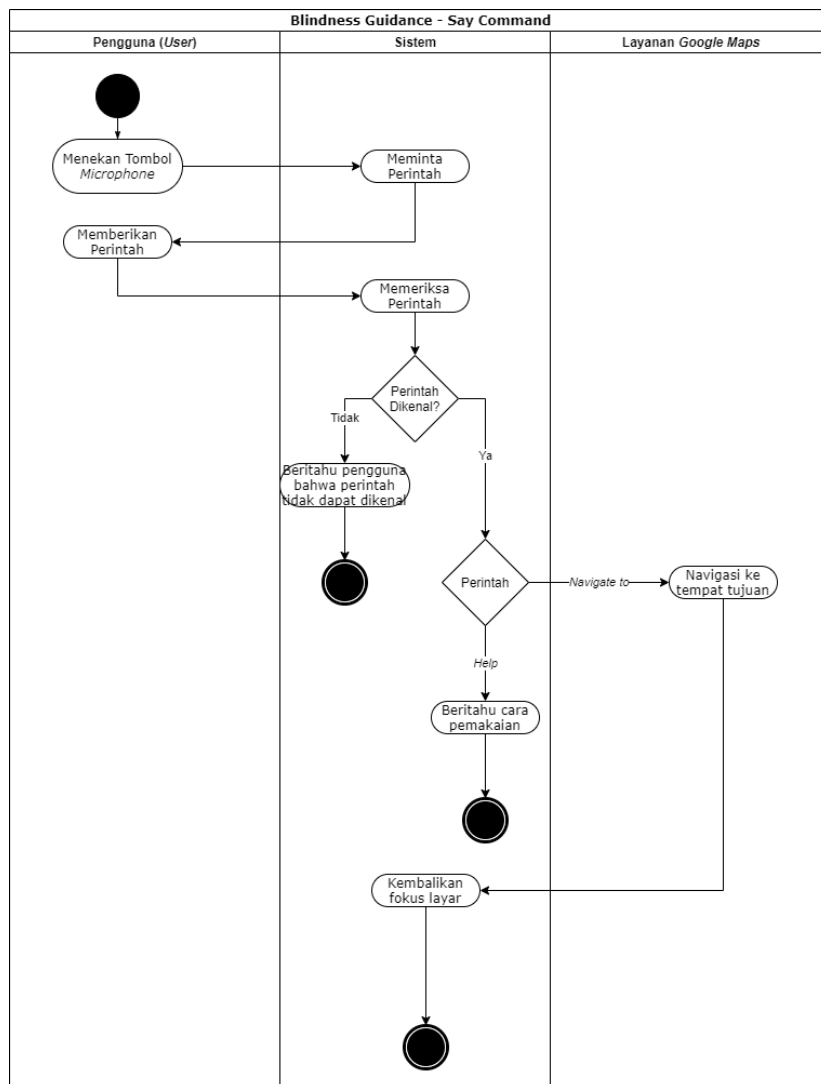 Blindness Guidance - Say Command
Pengguna (User)
Sistem
Layanan Google Maps
Menekan Tombol
Microphone
Meminta
Perintah
Memberikan
Perintah
Memeriksa
Perintah
Perintah
Dikenal?
Tidak
Ya
Beritahu pengguna
bahwa perintah
tidak dapat dikenal
Perintah
Navigate to
Navigasi ke
tempat tujuan
Help
Beritahu cara
pemakaian
Kembalikan
fokus layar